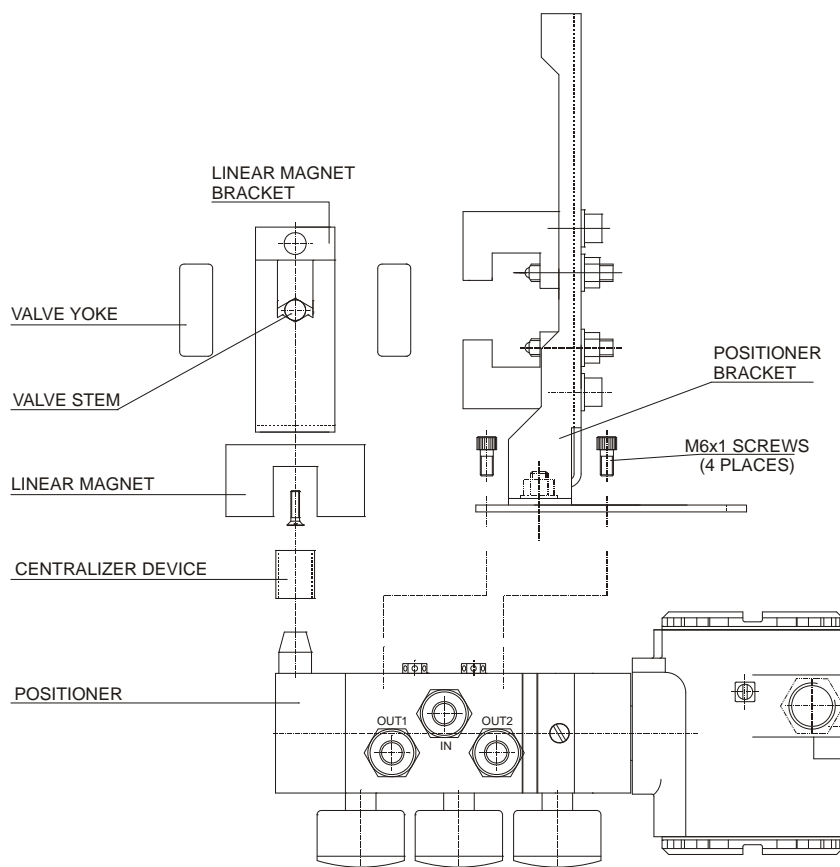 LINEAR MAGNET
BRACKET
VALVE YOKE
VALVE STEM
POSITIONER
BRACKET
M6x1 SCREWS
(4 PLACES)
LINEAR MAGNET
CENTRALIZER DEVICE
POSITIONER
OUT1
OUT2
IN